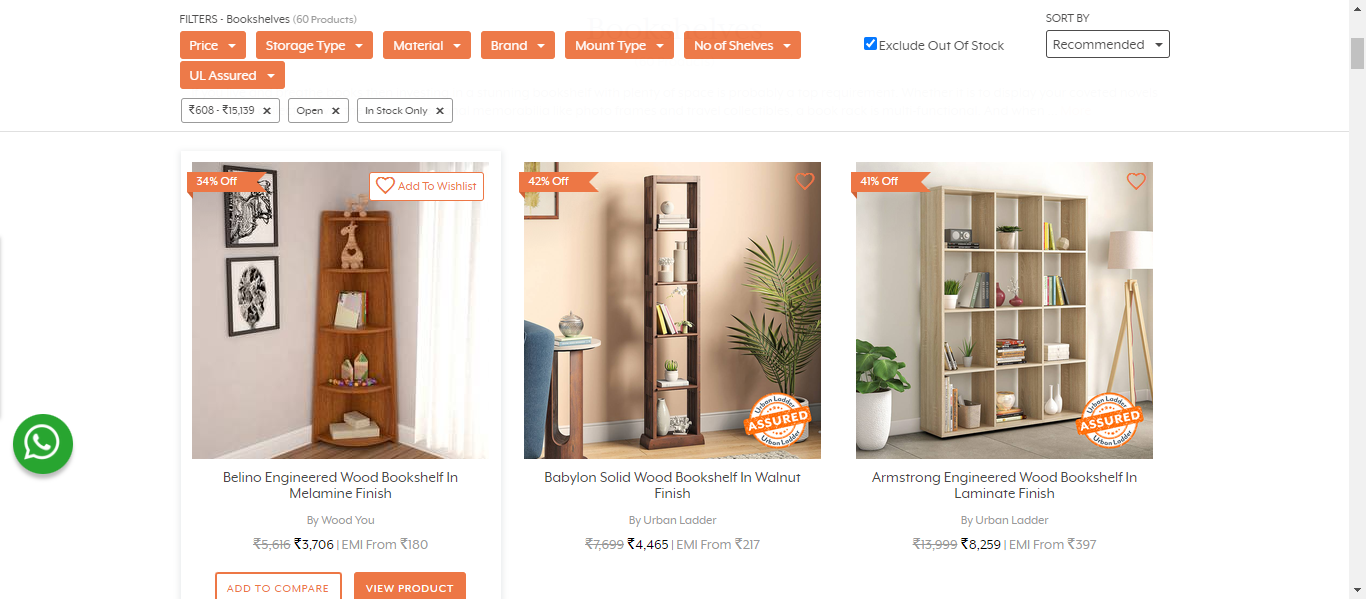 FILTERS - Bookshelves (60 Products)
SORT BY
Price
Storage Type
Material
Brand
Mount Type
No of Shelves
Exclude Out Of Stock
Recommended
UL Assured
₹608 - ₹15,139 ×
Open ×
In Stock Only ×
34% Off
Add To Wishlist
42% Off
41% Off
Urban Ladder
ASSURED
Urban Ladder
Urban Ladder
ASSURED
Urban Ladder
Belino Engineered Wood Bookshelf In
Melamine Finish
By Wood You
₹5,616 ₹3,706 | EMI From ₹180
ADD TO COMPARE
VIEW PRODUCT
Babylon Solid Wood Bookshelf In Walnut
Finish
By Urban Ladder
₹7,699 ₹4,465 | EMI From ₹217
Armstrong Engineered Wood Bookshelf In
Laminate Finish
By Urban Ladder
₹13,999 ₹8,259 | EMI From ₹397